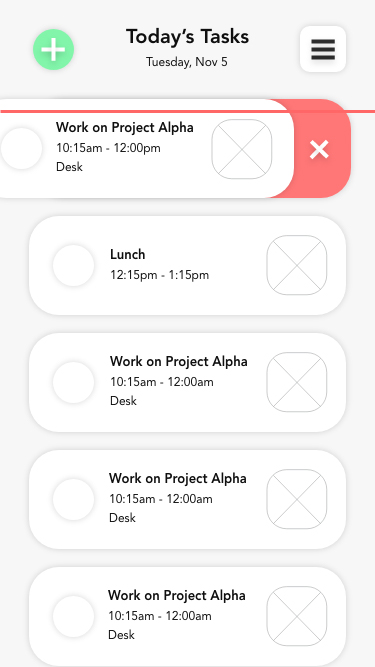 Today's Tasks
Tuesday, Nov 5
Work on Project Alpha
10:15am - 12:00pm
Desk
Lunch
12:15pm - 1:15pm
Work on Project Alpha
10:15am - 12:00am
Desk
Work on Project Alpha
10:15am - 12:00am
Desk
Work on Project Alpha
10:15am - 12:00am
Desk